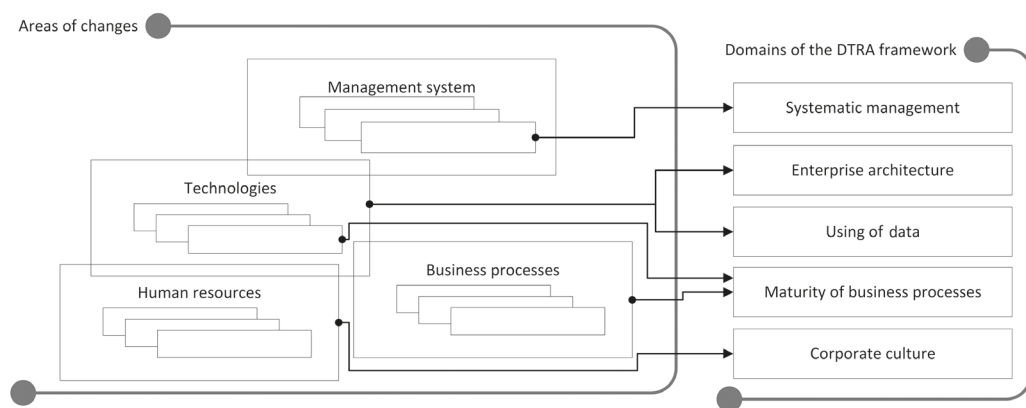 Areas of changes
Domains of the DTRA framework
Management system
Systematic management
Enterprise architecture
Technologies
Using of data
Business processes
Human resources
Maturity of business processes
Corporate culture